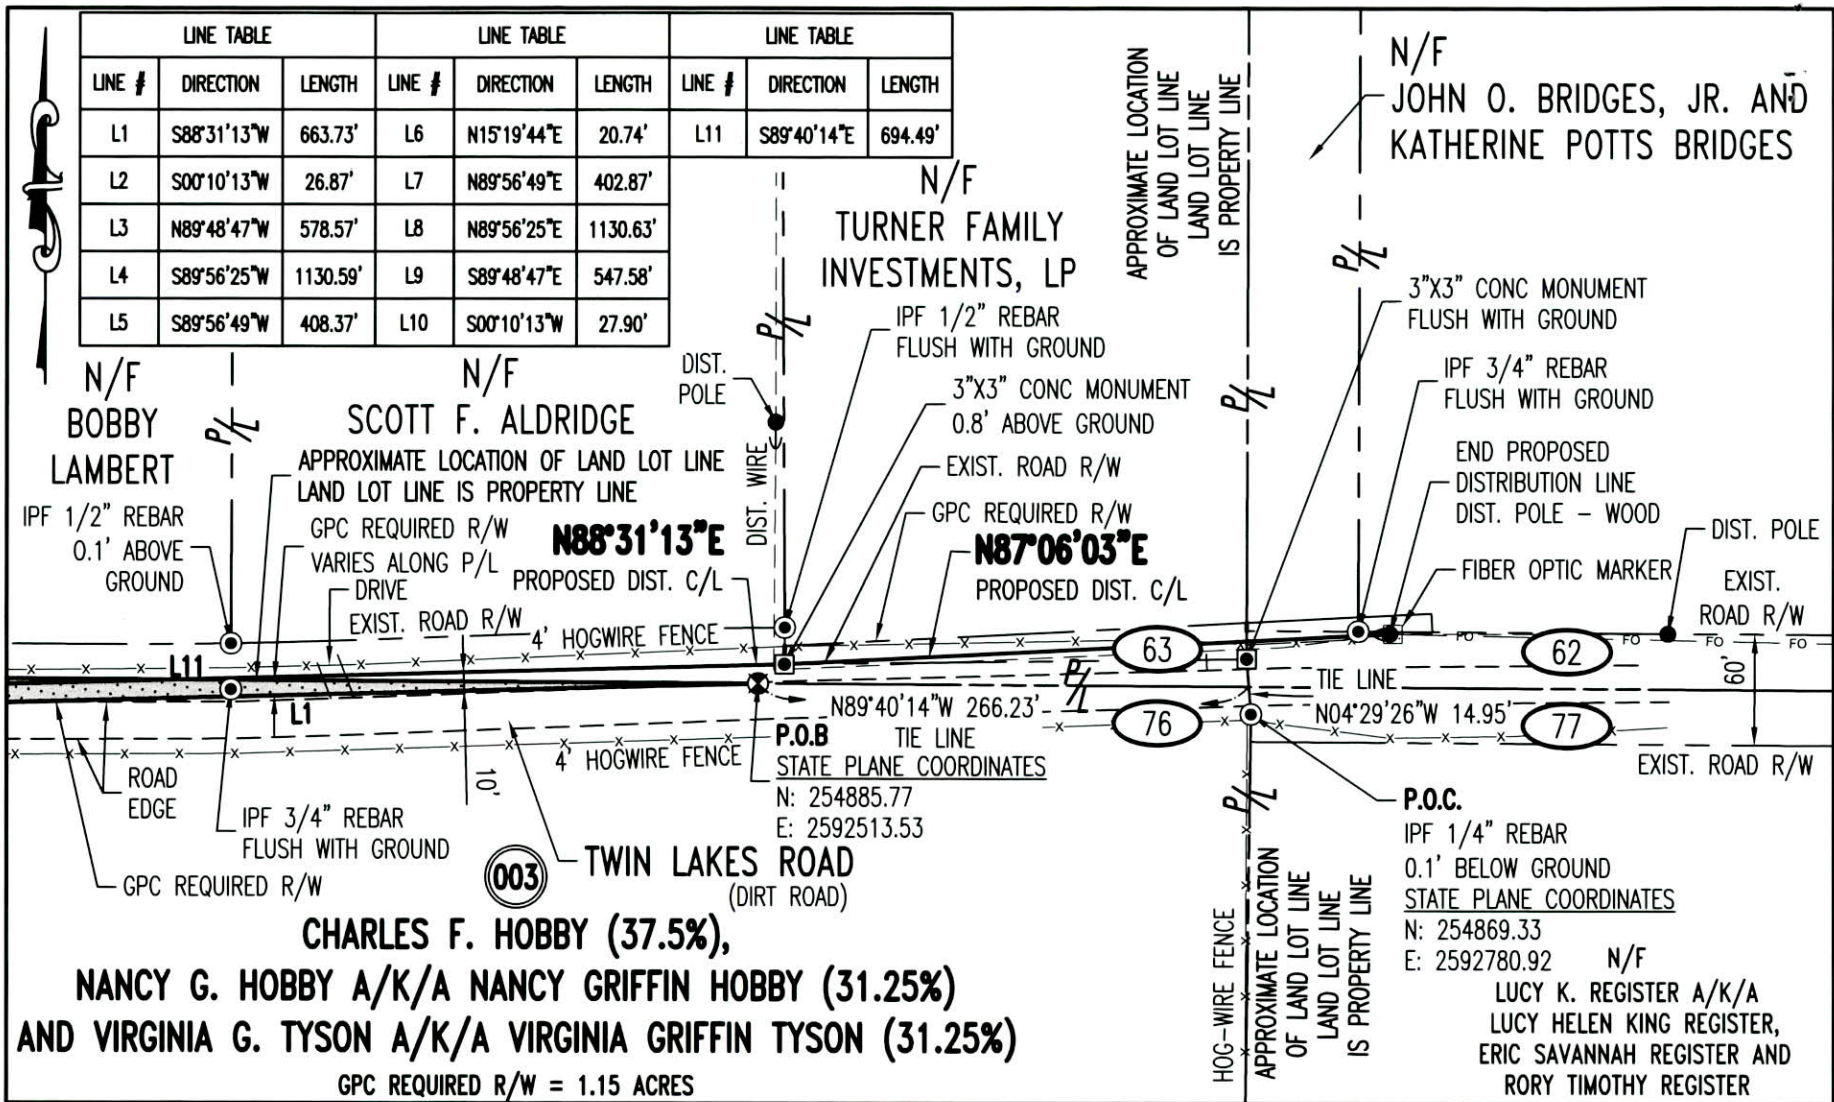 LINE TABLE LINE TABLE LINE TABLE
LINE # DIRECTION LENGTH LINE # DIRECTION LENGTH LINE # DIRECTION LENGTH
L1 S88°31'13"W 663.73' L6 N15°19'44"E 20.74' L11 S89°40'14"E 694.49'
L2 S00°10'13"W 26.87' L7 N89°56'49"E 402.87'
L3 N89°48'47"W 578.57' L8 N89°56'25"E 1130.63'
L4 S89°56'25"W 1130.59' L9 S89°48'47"E 547.58'
L5 S89°56'49"W 408.37' L10 S00°10'13"W 27.90'
APPROXIMATE LOCATION
OF LAND LOT LINE
LAND LOT LINE
IS PROPERTY LINE
N/F
JOHN O. BRIDGES, JR. AND
KATHERINE POTTS BRIDGES
N/F
TURNER FAMILY
INVESTMENTS, LP
P/L
P/L
P/L
P/L
3"X3" CONC MONUMENT
FLUSH WITH GROUND
IPF 1/2" REBAR
FLUSH WITH GROUND
IPF 3/4" REBAR
FLUSH WITH GROUND
3"X3" CONC MONUMENT
0.8' ABOVE GROUND
DIST.
POLE
DIST. WIRE
N/F
BOBBY
LAMBERT
N/F
SCOTT F. ALDRIDGE
APPROXIMATE LOCATION OF LAND LOT LINE
LAND LOT LINE IS PROPERTY LINE
EXIST. ROAD R/W
END PROPOSED
DISTRIBUTION LINE
DIST. POLE - WOOD
IPF 1/2" REBAR
0.1' ABOVE
GROUND
GPC REQUIRED R/W
VARIES ALONG P/L
N88°31'13"E
PROPOSED DIST. C/L
GPC REQUIRED R/W
N87°06'03"E
PROPOSED DIST. C/L
DIST. POLE
FIBER OPTIC MARKER
EXIST.
ROAD R/W
DRIVE
EXIST. ROAD R/W
4' HOGWIRE FENCE
63
62
FO
FO
FO
60'
L11
L1
P/L
TIE LINE
N89°40'14"W 266.23'
TIE LINE
76
N04°29'26"W 14.95'
77
EXIST. ROAD R/W
P.O.B
STATE PLANE COORDINATES
N: 254885.77
E: 2592513.53
4' HOGWIRE FENCE
10'
ROAD
EDGE
IPF 3/4" REBAR
FLUSH WITH GROUND
GPC REQUIRED R/W
003
TWIN LAKES ROAD
(DIRT ROAD)
P/L
P.O.C.
IPF 1/4" REBAR
0.1' BELOW GROUND
STATE PLANE COORDINATES
N: 254869.33
E: 2592780.92
HOG-WIRE FENCE
APPROXIMATE LOCATION
OF LAND LOT LINE
LAND LOT LINE
IS PROPERTY LINE
CHARLES F. HOBBY (37.5%),
NANCY G. HOBBY A/K/A NANCY GRIFFIN HOBBY (31.25%)
AND VIRGINIA G. TYSON A/K/A VIRGINIA GRIFFIN TYSON (31.25%)
GPC REQUIRED R/W = 1.15 ACRES
N/F
LUCY K. REGISTER A/K/A
LUCY HELEN KING REGISTER,
ERIC SAVANNAH REGISTER AND
RORY TIMOTHY REGISTER